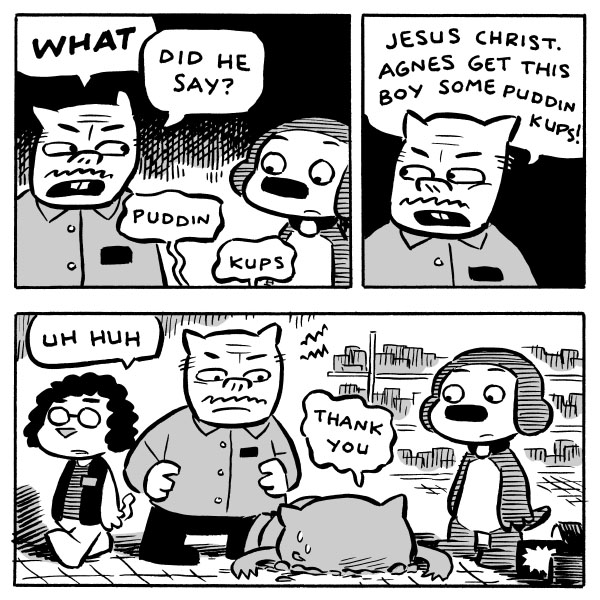 WHAT
DID HE
SAY?
PUDDIN
KUPS
JESUS CHRIST.
AGNES GET THIS
BOY SOME PUDDIN
KUPS!
UH HUH
THANK
YOU